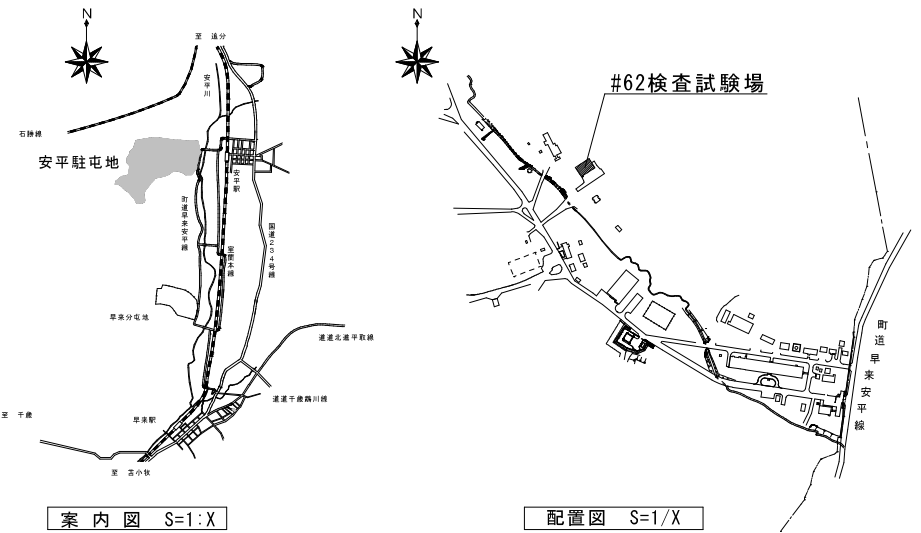 N
至 追分
安平川
石勝線
安平駐屯地
安平駅
町道早来安平線
国道234号線
室蘭本線
早来分屯地
道道北進平取線
道道千歳鵡川線
至 千歳
早来駅
至 苫小牧
案内図 S=1:X
N
#62検査試験場
町道 早来安平線
配置図 S=1/X